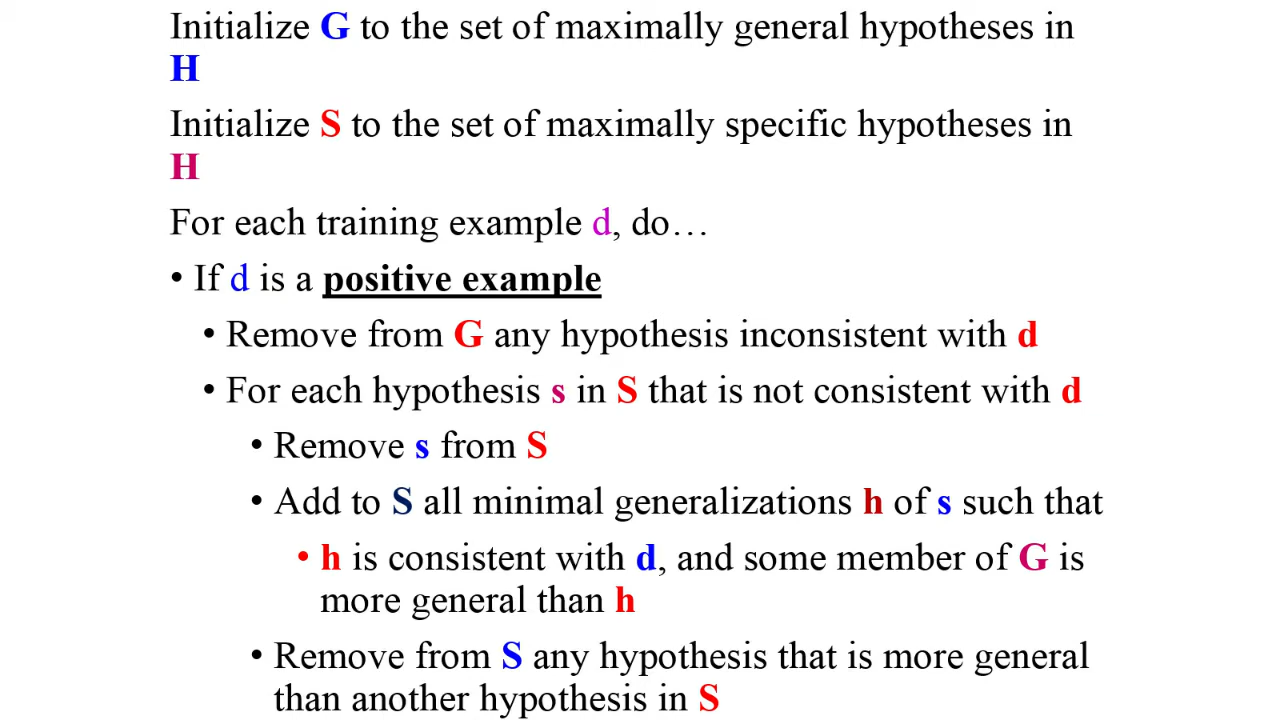 Initialize G to the set of maximally general hypotheses in
H
Initialize S to the set of maximally specific hypotheses in
H
For each training example d, do…
• If d is a positive example
• Remove from G any hypothesis inconsistent with d
• For each hypothesis s in S that is not consistent with d
• Remove s from S
• Add to S all minimal generalizations h of s such that
• h is consistent with d, and some member of G is
more general than h
• Remove from S any hypothesis that is more general
than another hypothesis in S